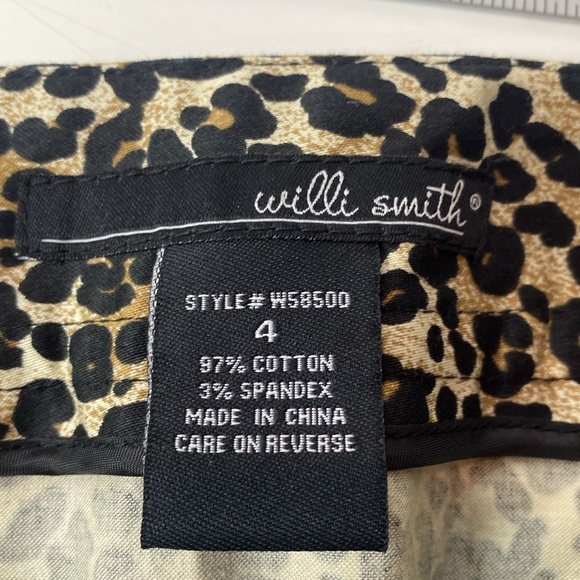 willi smith®
STYLE# W58500
4
97% COTTON
3% SPANDEX
MADE IN CHINA
CARE ON REVERSE